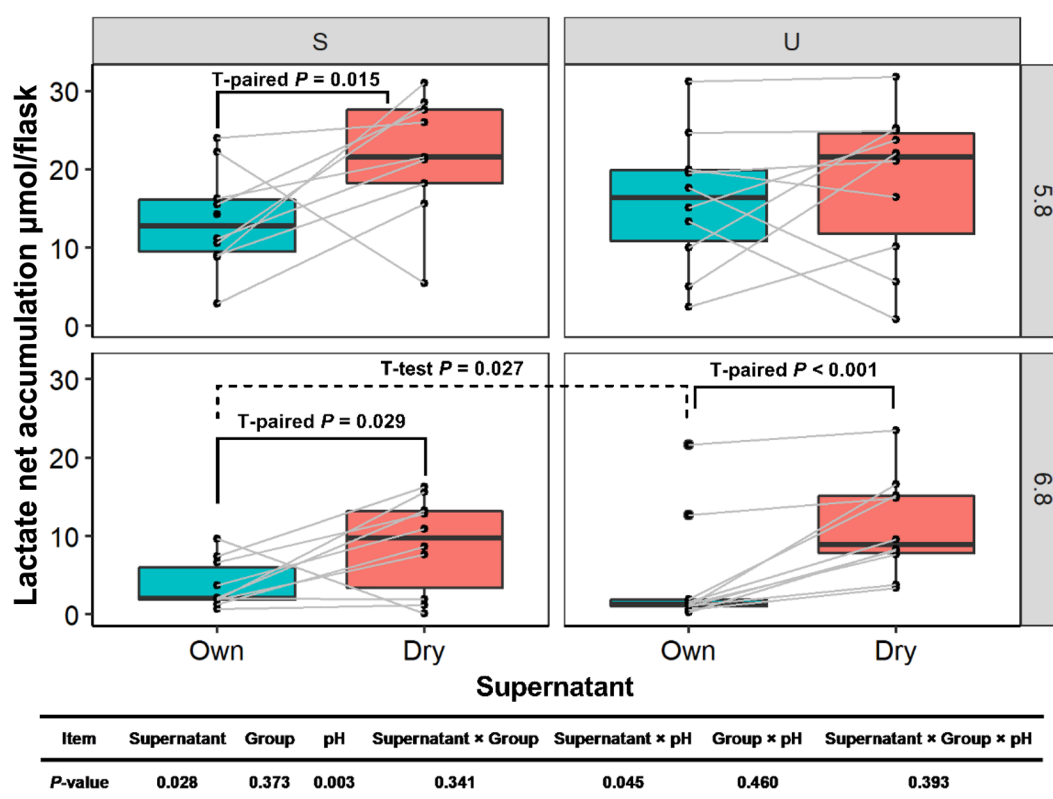 S
U
Lactate net accumulation µmol/flask
30
20
10
0
T-paired P = 0.015
5.8
30
20
10
0
T-test P = 0.027
T-paired P = 0.029
T-paired P < 0.001
6.8
Own
Dry
Own
Dry
Supernatant
Item Supernatant Group pH Supernatant × Group Supernatant × pH Group × pH Supernatant × Group × pH
P-value 0.028 0.373 0.003 0.341 0.045 0.460 0.393